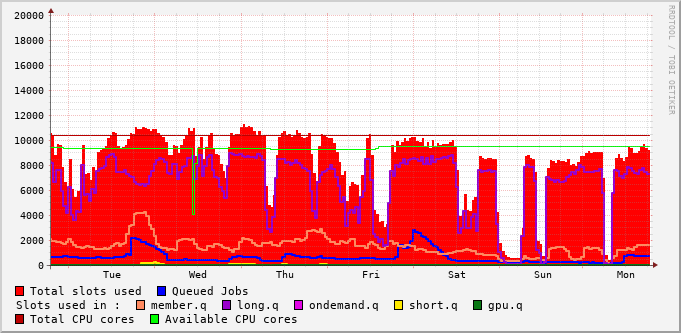 20000
18000
16000
14000
12000
10000
8000
6000
4000
2000
0
Tue Wed Thu Fri Sat Sun Mon
RRDTOOL / TOBI OETIKER
Total slots used Queued Jobs
Slots used in : member.q long.q ondemand.q short.q gpu.q
Total CPU cores Available CPU cores